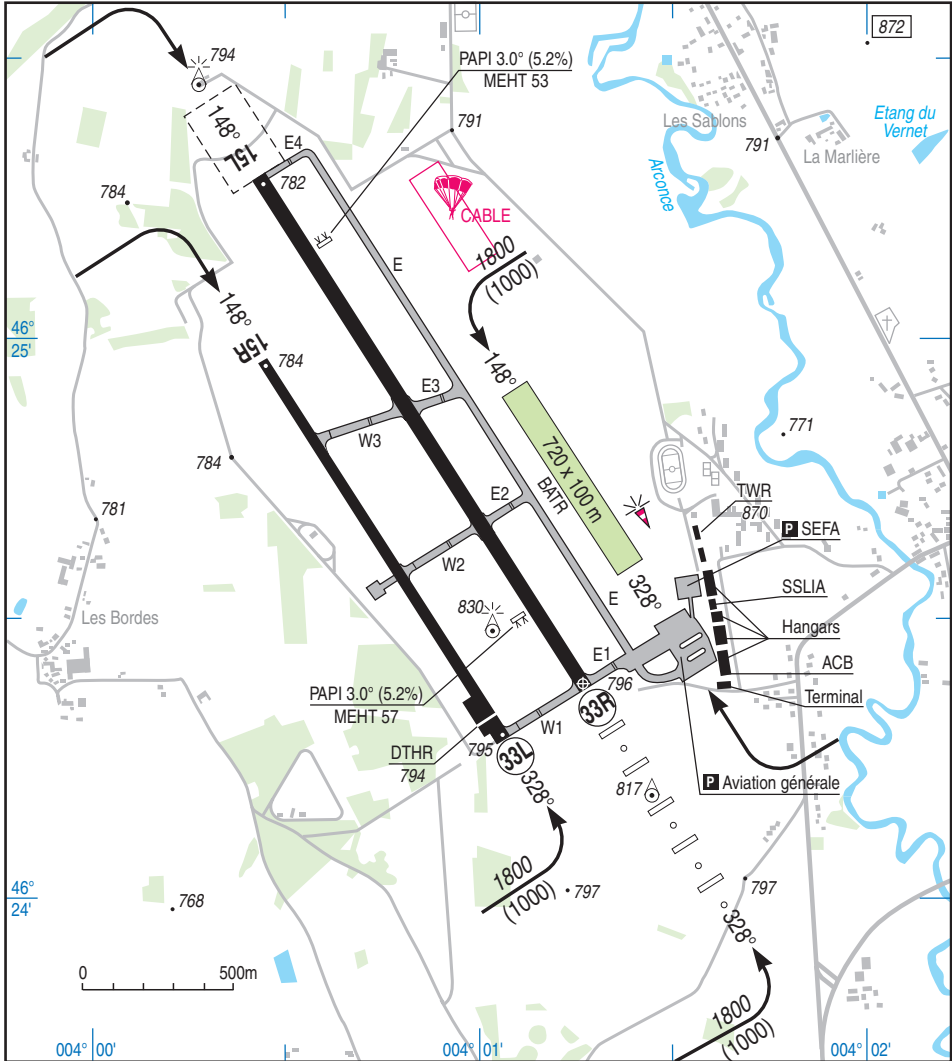 872
794
PAPI 3.0° (5.2%)
MEHT 53
148°
15L
E4
791
Les Sablons
791
La Marlière
Etang du
Vernet
782
Arconce
784
CABLE
E
1800
(1000)
148°
46°
25'
15R
784
148°
E3
W3
771
784
720 x 100 m
BATR
TWR
870
781
E2
P SEFA
W2
SSLIA
830
E
328°
Hangars
Les Bordes
E1
ACB
796
Terminal
PAPI 3.0° (5.2%)
MEHT 57
33R
W1
DTHR
794
795
33L
328°
817
P Aviation générale
1800
(1000)
797
797
46°
24'
768
328°
0
500m
1800
(1000)
004° 00'
004° 01'
004° 02'